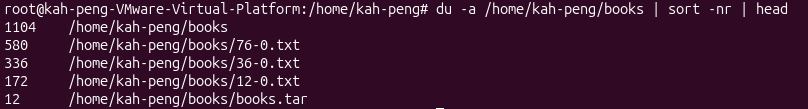 root@kah-peng-VMware-Virtual-Platform:/home/kah-peng# du -a /home/kah-peng/books | sort -nr | head
1104 /home/kah-peng/books
580 /home/kah-peng/books/76-0.txt
336 /home/kah-peng/books/36-0.txt
172 /home/kah-peng/books/12-0.txt
12 /home/kah-peng/books/books.tar